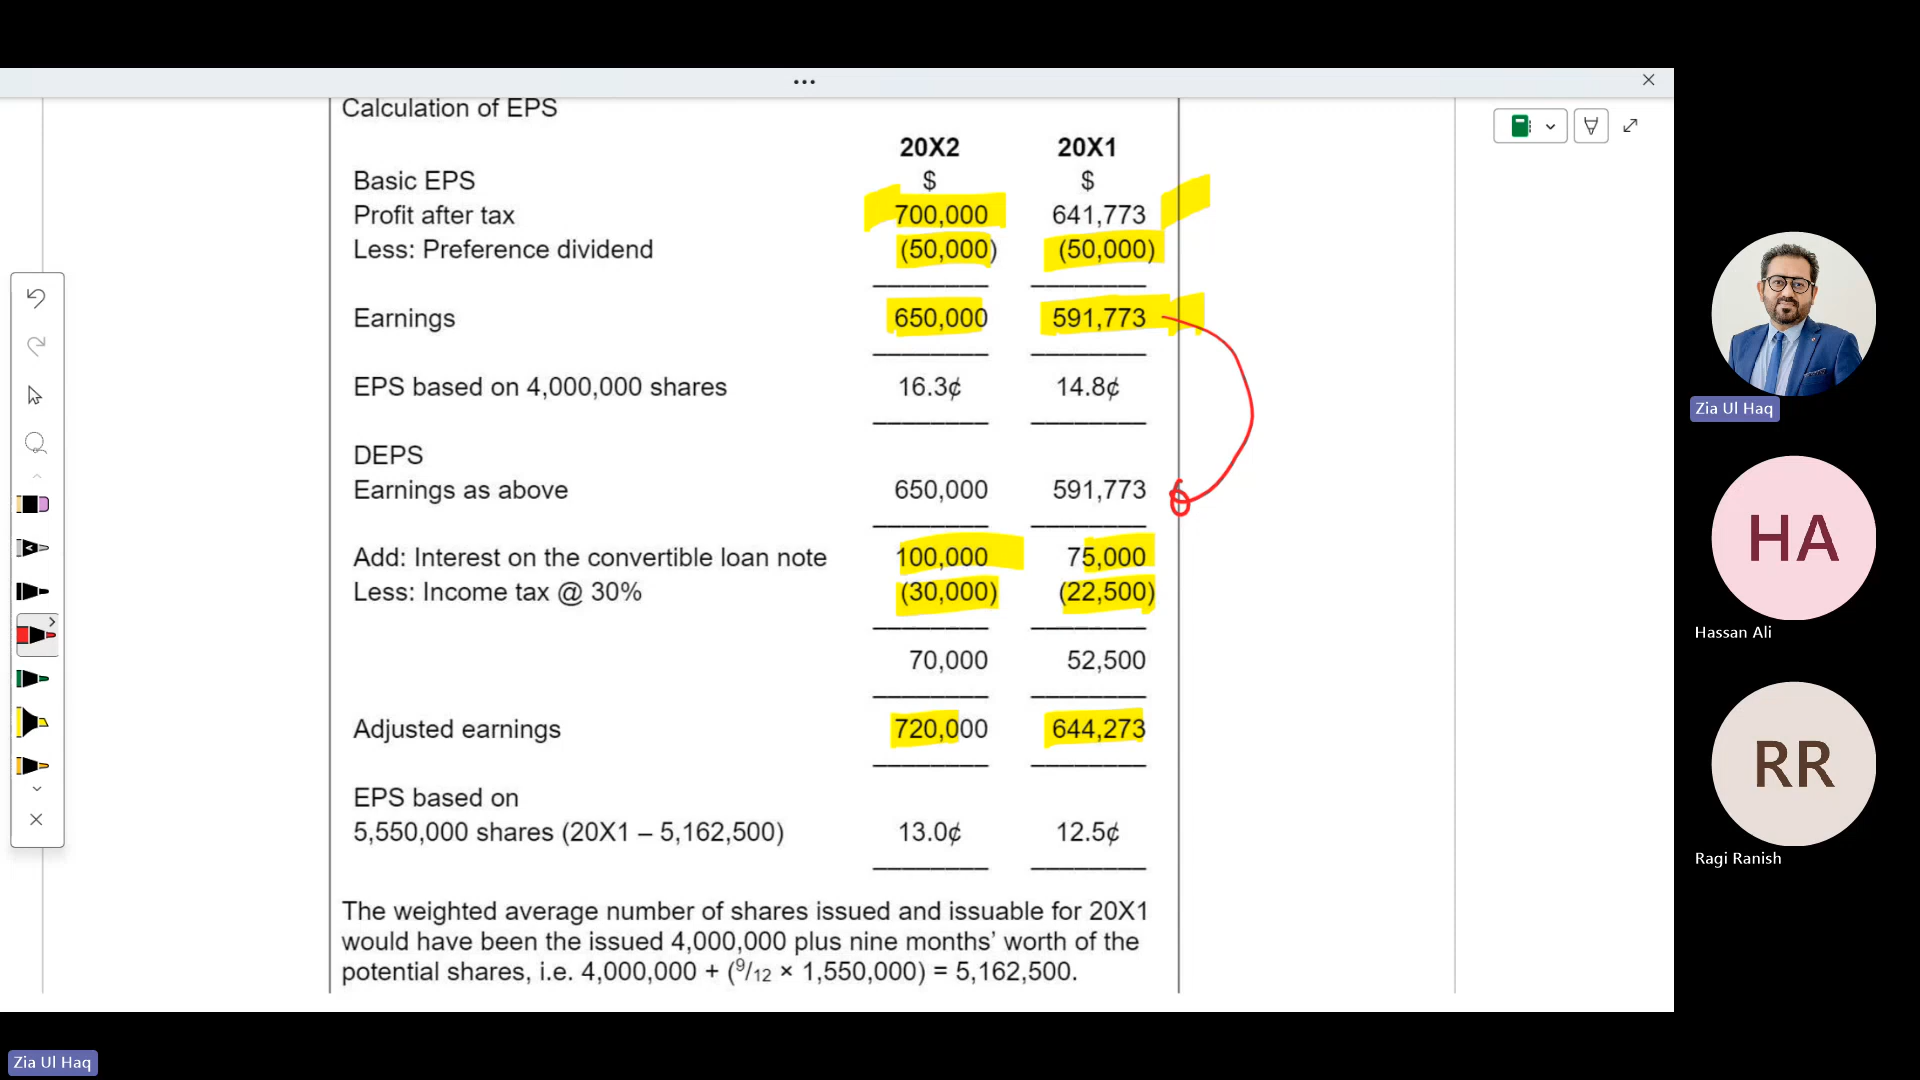 Calculation of EPS
20X2 20X1
Basic EPS $ $
Profit after tax 700,000 641,773
Less: Preference dividend (50,000) (50,000)
Earnings 650,000 591,773
EPS based on 4,000,000 shares 16.3¢ 14.8¢
DEPS
Earnings as above 650,000 591,773
Add: Interest on the convertible loan note 100,000 75,000
Less: Income tax @ 30% (30,000) (22,500)
70,000 52,500
Adjusted earnings 720,000 644,273
EPS based on
5,550,000 shares (20X1 – 5,162,500) 13.0¢ 12.5¢
The weighted average number of shares issued and issuable for 20X1
would have been the issued 4,000,000 plus nine months’ worth of the
potential shares, i.e. 4,000,000 + (9/12 × 1,550,000) = 5,162,500.
Zia Ul Haq
HA
Hassan Ali
RR
Ragi Ranish
Zia Ul Haq